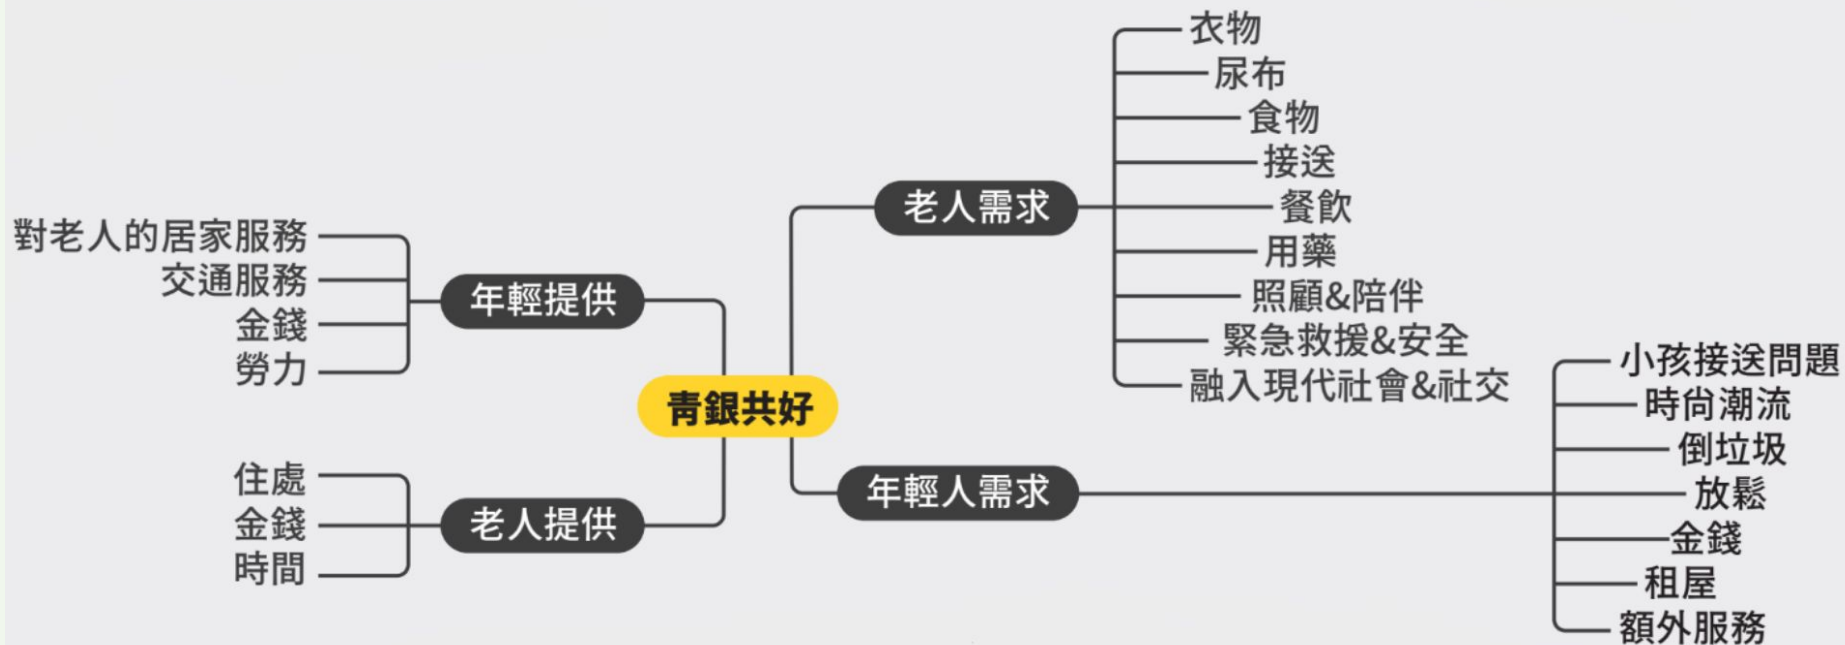 青銀共好
年輕提供
對老人的居家服務
交通服務
金錢
勞力
老人提供
住處
金錢
時間
老人需求
衣物
尿布
食物
接送
餐飲
用藥
照顧&陪伴
緊急救援&安全
融入現代社會&社交
年輕人需求
小孩接送問題
時尚潮流
倒垃圾
放鬆
金錢
租屋
額外服務